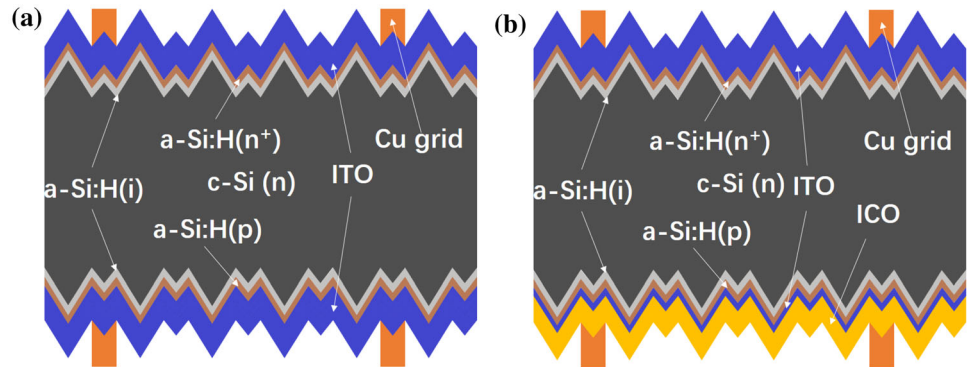 (a)
a-Si:H(n⁺)
Cu grid
c-Si (n)
ITO
a-Si:H(i)
a-Si:H(p)
(b)
a-Si:H(n⁺)
Cu grid
c-Si (n)
ITO
a-Si:H(i)
ICO
a-Si:H(p)